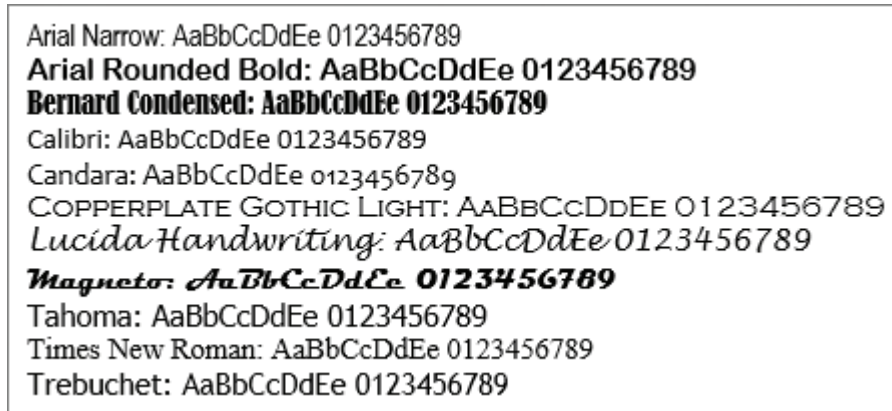 Arial Narrow: AaBbCcDdEe 0123456789
Arial Rounded Bold: AaBbCcDdEe 0123456789
Bernard Condensed: AaBbCcDdEe 0123456789
Calibri: AaBbCcDdEe 0123456789
Candara: AaBbCcDdEe 0123456789
Copperplate Gothic Light: AaBbCcDdEe 0123456789
Lucida Handwriting: AaBbCcDdEe 0123456789
Magneto: AaBbCcDdEe 0123456789
Tahoma: AaBbCcDdEe 0123456789
Times New Roman: AaBbCcDdEe 0123456789
Trebuchet: AaBbCcDdEe 0123456789